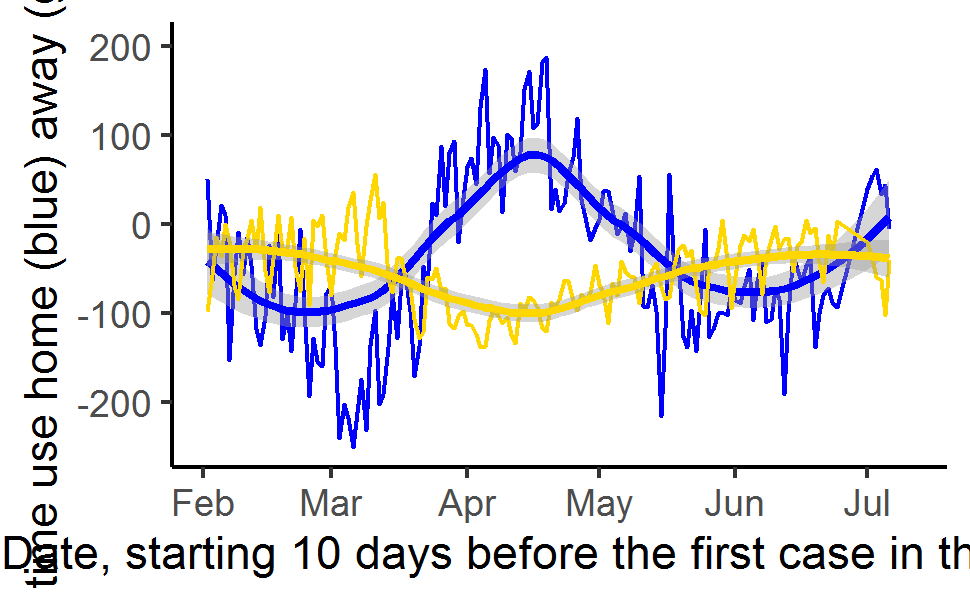 time use home (blue) away (
200
100
0
-100
-200
Feb Mar Apr May Jun Jul
Date, starting 10 days before the first case in th